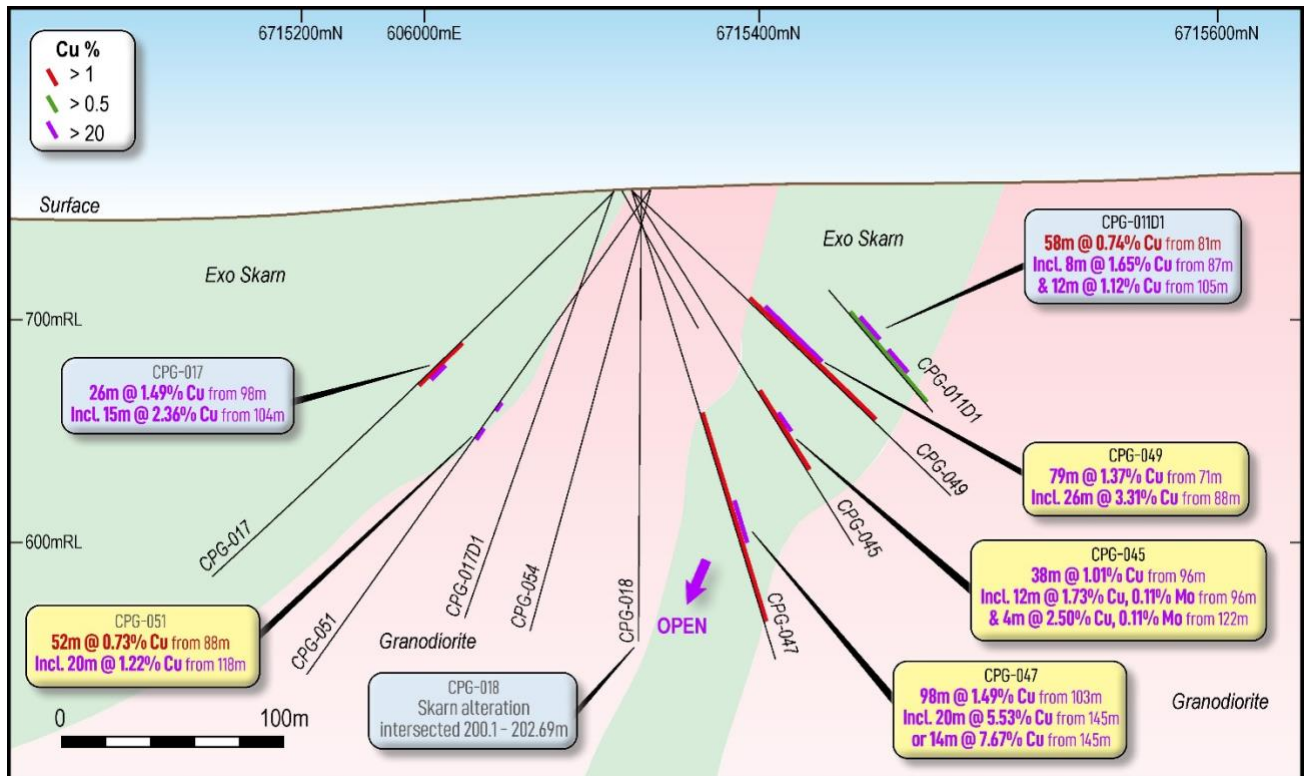 6715200mN
606000mE
6715400mN
6715600mN
Cu %
> 1
> 0.5
> 20
Surface
Exo Skarn
Exo Skarn
CPG-011D1
58m @ 0.74% Cu from 81m
Incl. 8m @ 1.65% Cu from 87m
& 12m @ 1.12% Cu from 105m
700mRL
CPG-017
26m @ 1.49% Cu from 98m
Incl. 15m @ 2.36% Cu from 104m
CPG-011D1
CPG-049
CPG-049
79m @ 1.37% Cu from 71m
Incl. 26m @ 3.31% Cu from 88m
600mRL
CPG-017
CPG-017D1
CPG-054
CPG-018
CPG-045
CPG-045
38m @ 1.01% Cu from 96m
Incl. 12m @ 1.73% Cu, 0.11% Mo from 96m
& 4m @ 2.50% Cu, 0.11% Mo from 122m
CPG-051
52m @ 0.73% Cu from 88m
Incl. 20m @ 1.22% Cu from 118m
CPG-051
Granodiorite
OPEN
CPG-047
CPG-018
Skarn alteration
intersected 200.1 - 202.69m
CPG-047
98m @ 1.49% Cu from 103m
Incl. 20m @ 5.53% Cu from 145m
or 14m @ 7.67% Cu from 145m
Granodiorite
0
100m